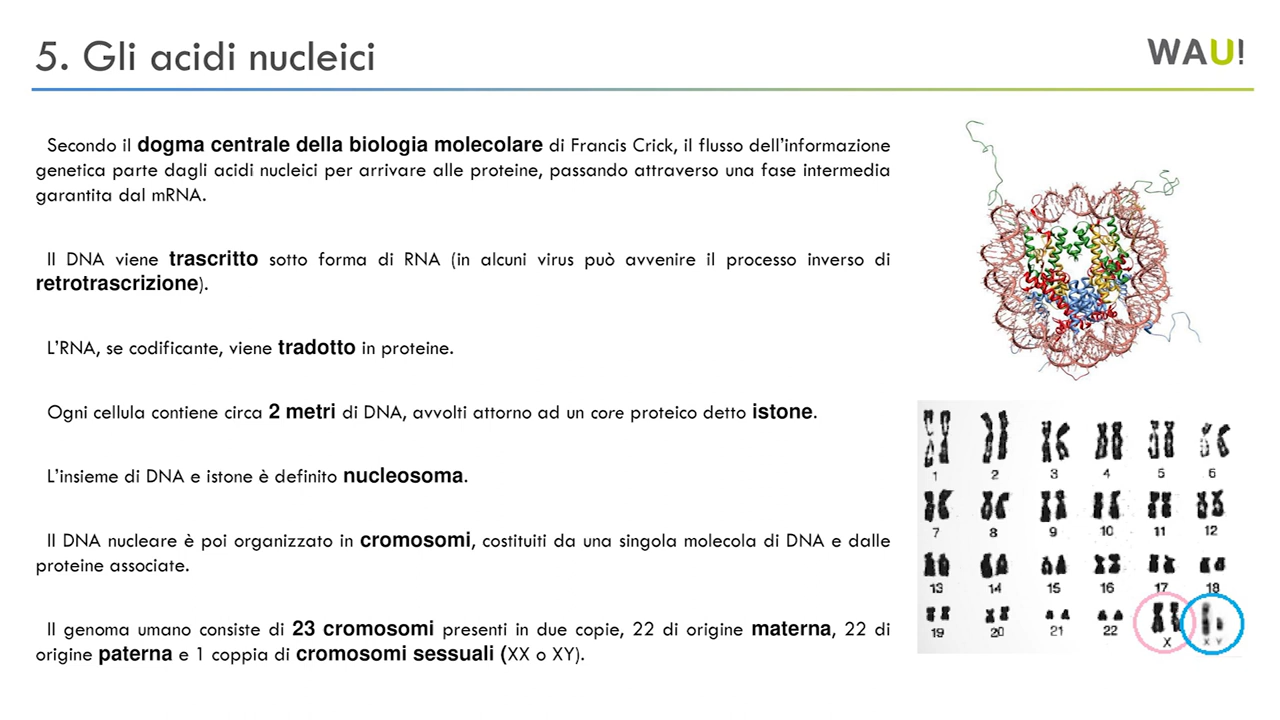 5. Gli acidi nucleici
WAU!
Secondo il dogma centrale della biologia molecolare di Francis Crick, il flusso dell'informazione
genetica parte dagli acidi nucleici per arrivare alle proteine, passando attraverso una fase intermedia
garantita dal mRNA.
Il DNA viene trascritto sotto forma di RNA (in alcuni virus può avvenire il processo inverso di
retrotrascrizione).
L'RNA, se codificante, viene tradotto in proteine.
Ogni cellula contiene circa 2 metri di DNA, avvolti attorno ad un core proteico detto istone.
L'insieme di DNA e istone è definito nucleosoma.
Il DNA nucleare è poi organizzato in cromosomi, costituiti da una singola molecola di DNA e dalle
proteine associate.
Il genoma umano consiste di 23 cromosomi presenti in due copie, 22 di origine materna, 22 di
origine paterna e 1 coppia di cromosomi sessuali (XX o XY).
1 2 3 4 5 6
7 8 9 10 11 12
13 14 15 16 17 18
19 20 21 22 X X Y